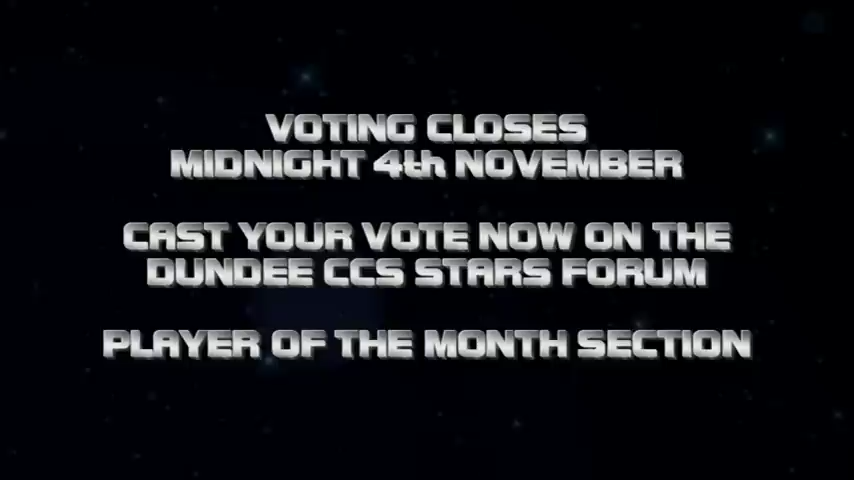 VOTING CLOSES
MIDNIGHT 4th NOVEMBER
CAST YOUR VOTE NOW ON THE
DUNDEE CCS STARS FORUM
PLAYER OF THE MONTH SECTION